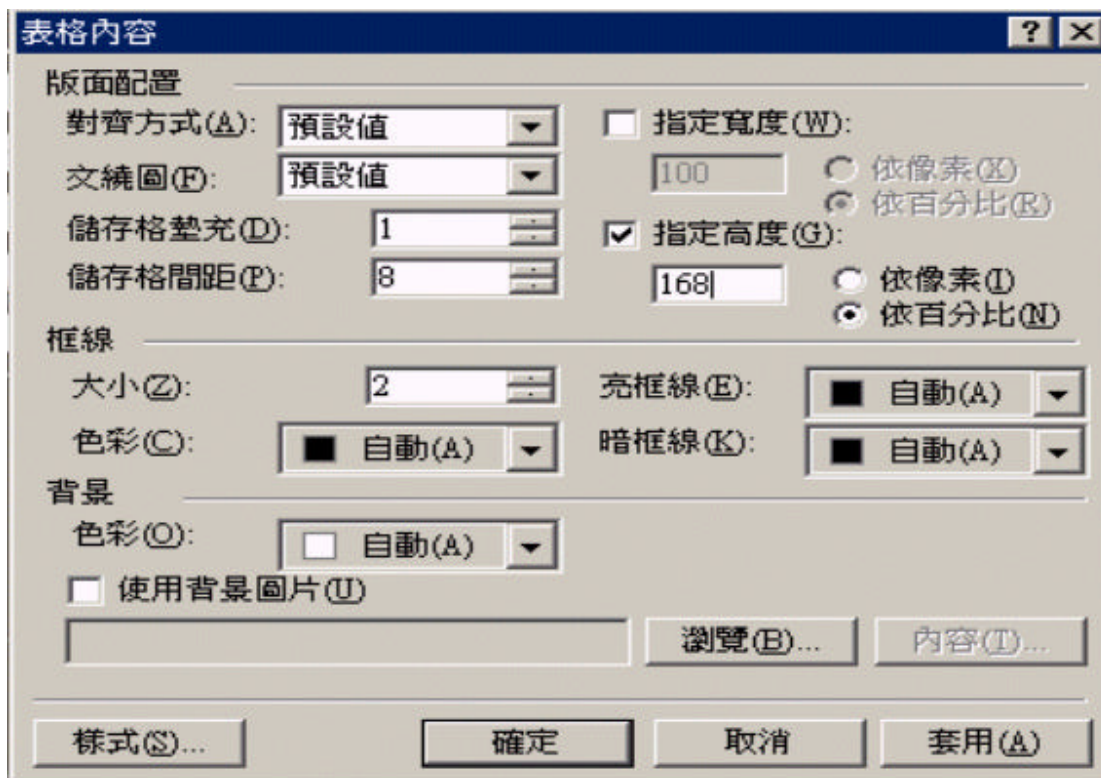 表格內容
版面配置
對齊方式(A): 預設值 指定寬度(W):
文繞圖(F): 預設值 100 依像素(X)
依百分比(R)
儲存格墊充(D): 1 指定高度(G):
儲存格間距(P): 8 168 依像素(I)
依百分比(N)
框線
大小(Z): 2 亮框線(E): 自動(A)
色彩(C): 自動(A) 暗框線(K): 自動(A)
背景
色彩(O): 自動(A)
使用背景圖片(U)
瀏覽(B)... 內容(T)...
樣式(S)... 確定 取消 套用(A)